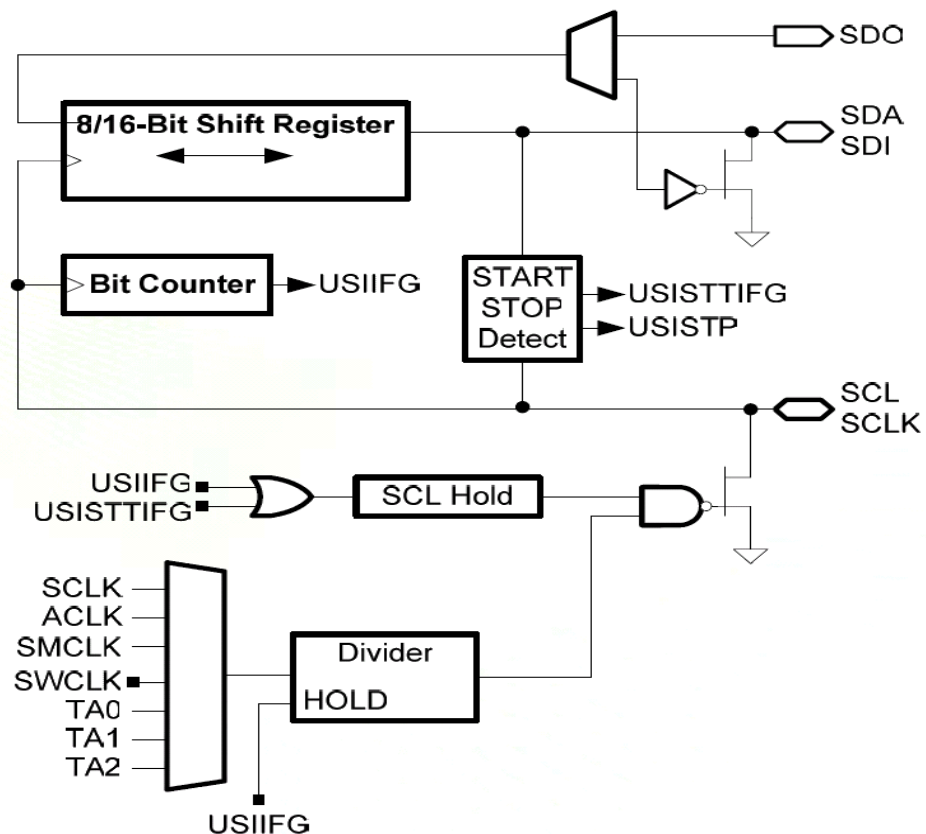 SDO
8/16-Bit Shift Register
SDA
SDI
Bit Counter
USIIFG
START
STOP
Detect
USISTTIFG
USISTP
SCL
SCLK
USIIFG
USISTTIFG
SCL Hold
SCLK
ACLK
SMCLK
SWCLK
TA0
TA1
TA2
Divider
HOLD
USIIFG